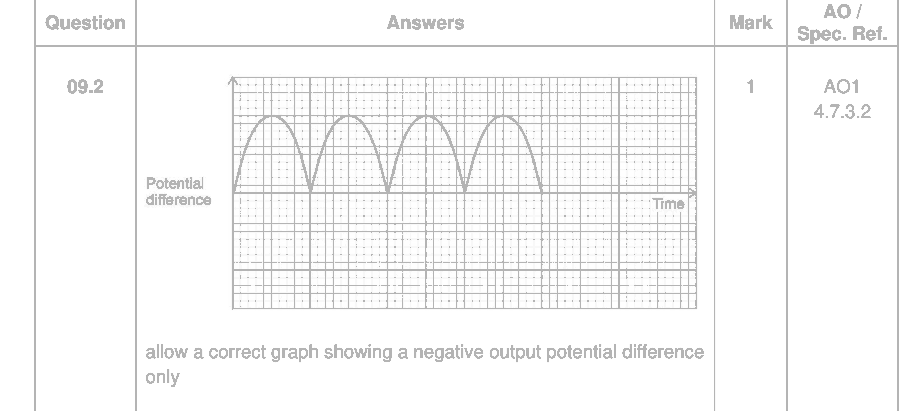 Question Answers Mark AO /
Spec. Ref.
09.2 1 AO1
4.7.3.2
Potential
difference
Time
allow a correct graph showing a negative output potential difference
only